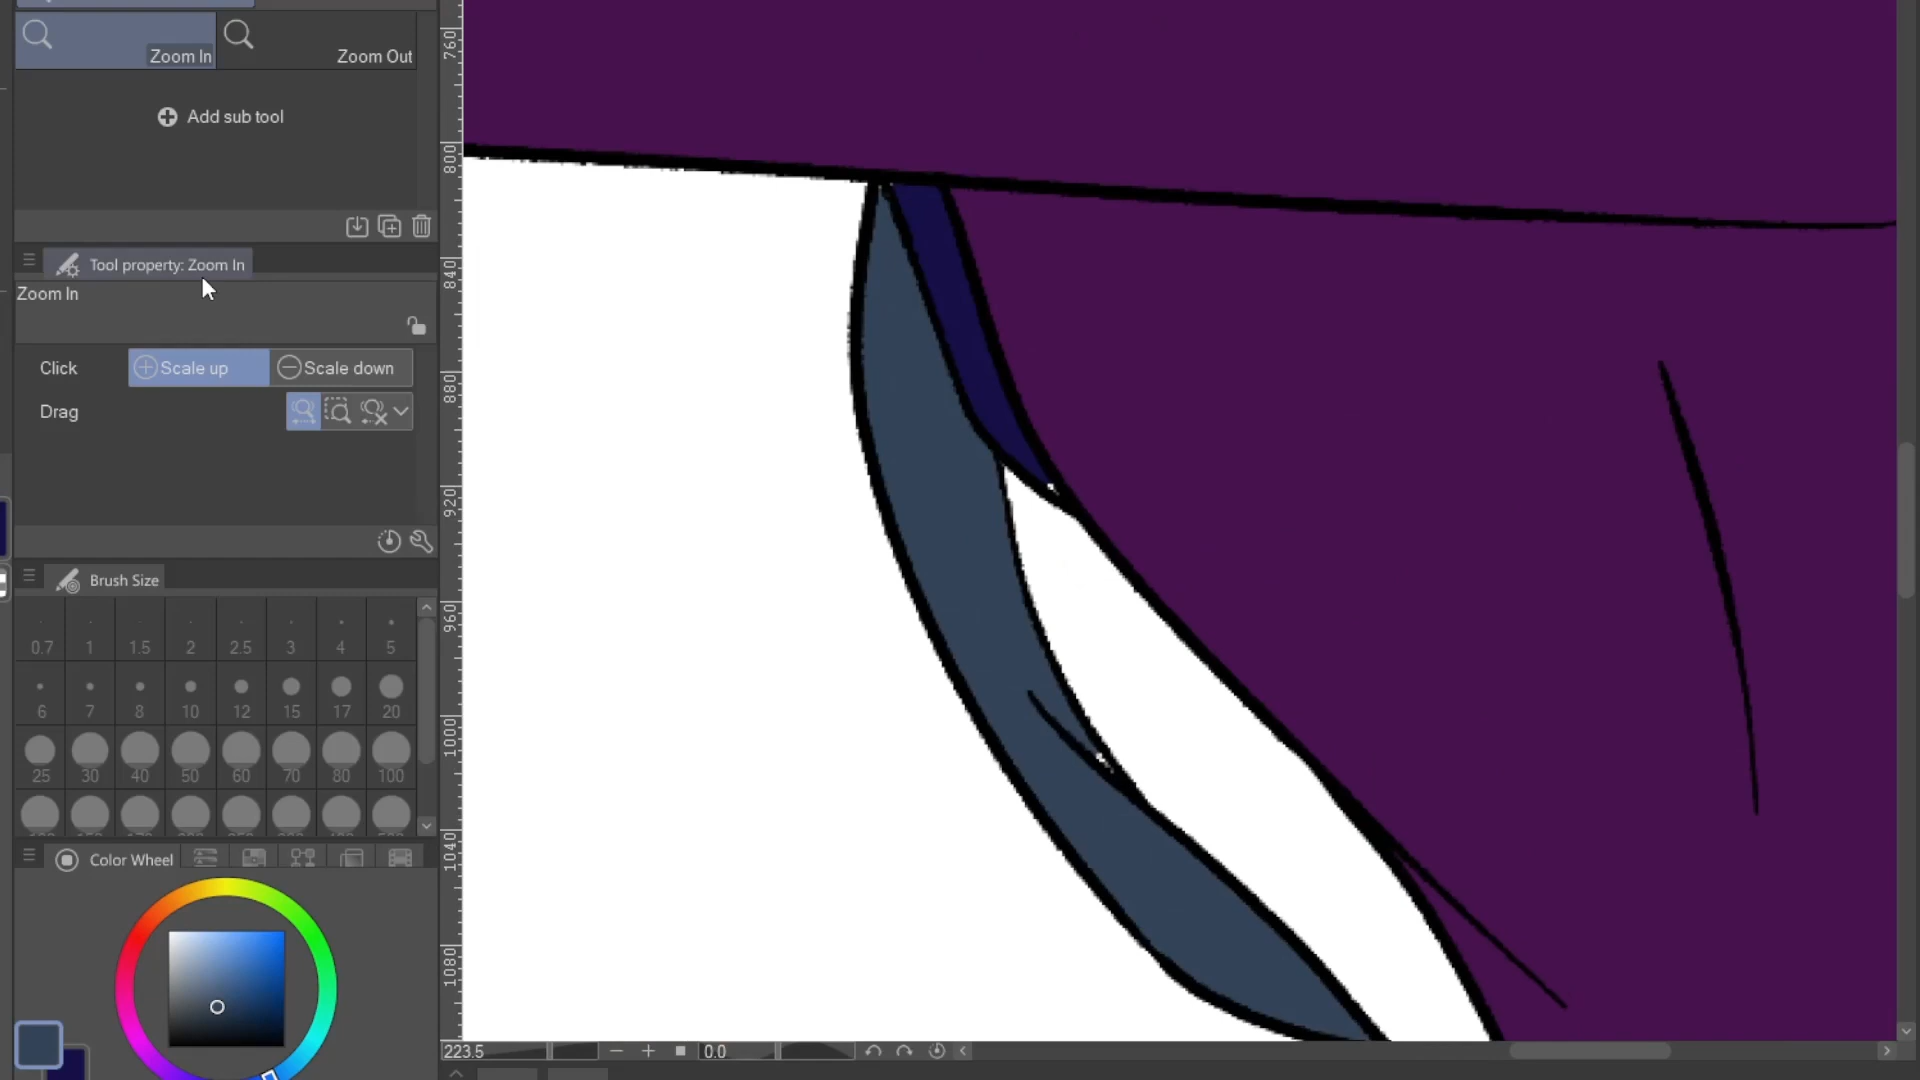 Zoom In
Zoom Out
Add sub tool
Tool property: Zoom In
Zoom In
Click
Scale up
Scale down
Drag
Brush Size
0.7 1 1.5 2 2.5 3 4 5
6 7 8 10 12 15 17 20
25 30 40 50 60 70 80 100
Color Wheel
760
800
840
880
920
960
1000
1040
1080
223.5
0.0